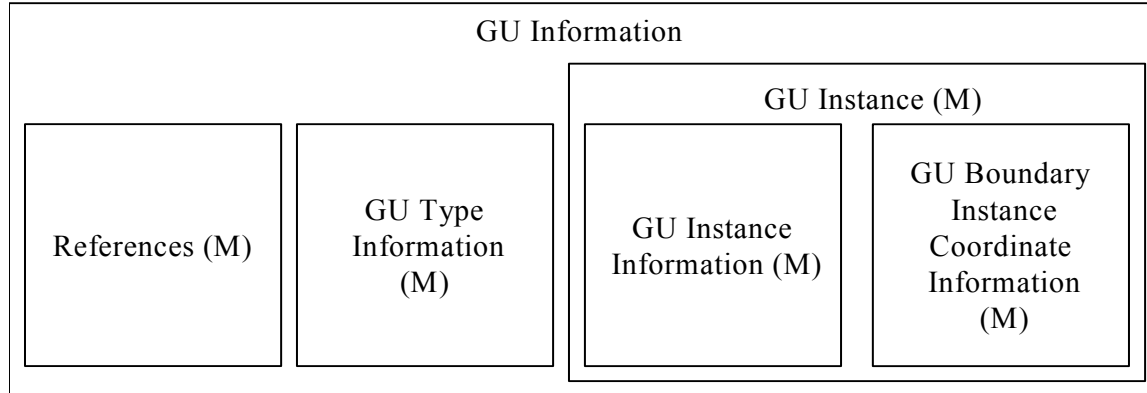 GU Information
GU Instance (M)
References (M)
GU Type
Information
(M)
GU Instance
Information (M)
GU Boundary
Instance
Coordinate
Information
(M)